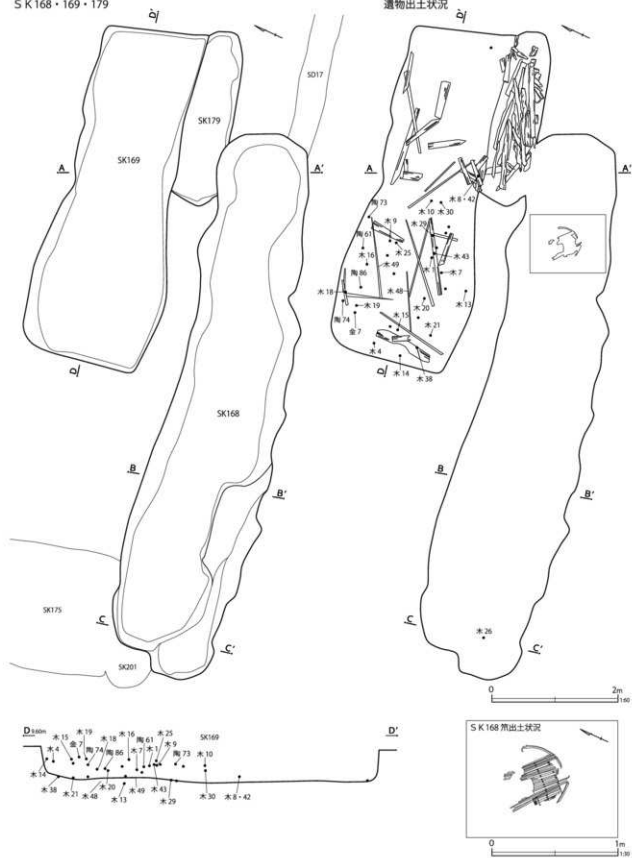 SK168・169・179
遺物出土状況
D'
D'
SD17
SK179
SK169
A
A'
A
A'
木8・42
陶73
木10
木30
木9
木29
陶61
木25
木43
木16
木49
木7
陶86
木18
木48
木20
木13
木19
陶74
木15
金7
木21
木4
D
D
木14
木38
SK168
B
B'
B
B'
SK175
C
C'
C
C'
木26
SK201
0
2m
1:60
D 9.60m
D'
木15
木4
金7
木19
陶74
木18
陶86
木16
木7
陶61
木1
木25
木9
陶73
SK169
木10
木14
木38
木21
木48
木20
木13
木49
木43
木29
木30
木8・42
SK168 笊出土状況
0
1m
1:30